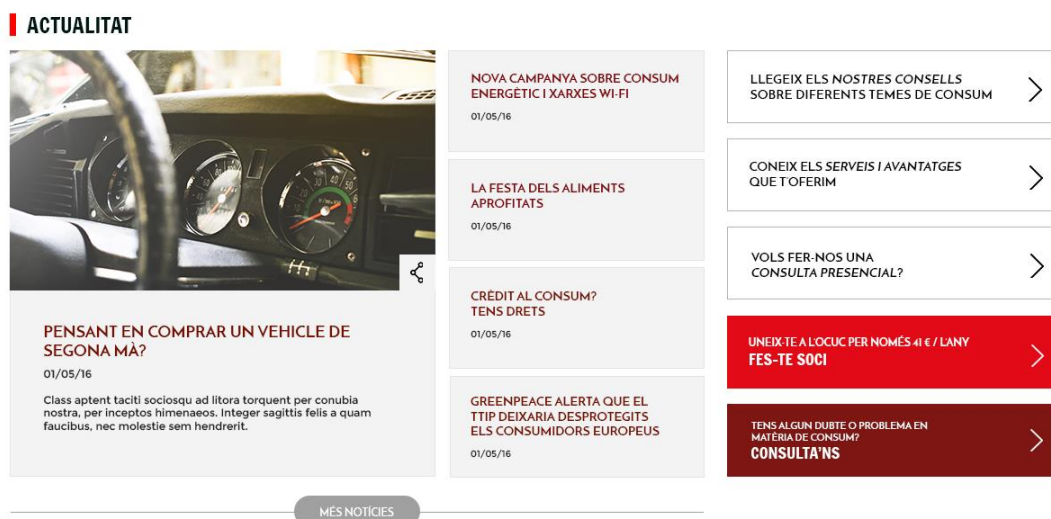 ACTUALITAT
PENSANT EN COMPRAR UN VEHICLE DE
SEGONA MÀ?
01/05/16
Class aptent taciti sociosqu ad litora torquent per conubia
nostra, per inceptos himenaeos. Integer sagittis felis a quam
faucibus, nec molestie sem hendrerit.
NOVA CAMPANYA SOBRE CONSUM
ENERGÈTIC I XARXES WI-FI
01/05/16
LA FESTA DELS ALIMENTS
APROFITATS
01/05/16
CRÈDIT AL CONSUM?
TENS DRETS
01/05/16
GREENPEACE ALERTA QUE EL
TTIP DEIXARIA DESPROTEGITS
ELS CONSUMIDORS EUROPEUS
01/05/16
MÉS NOTÍCIES
LLEGEIX ELS NOSTRES CONSELLS
SOBRE DIFERENTS TEMES DE CONSUM
CONEIX ELS SERVEIS I AVANTATGES
QUE T'OFERIM
VOLS FER-NOS UNA
CONSULTA PRESENCIAL?
UNEIX-TE A L'OCUC PER NOMÉS 41 € / L'ANY
FES-TE SOCI
TENS ALGUN DUBTE O PROBLEMA EN
MATÈRIA DE CONSUM?
CONSULTA'NS